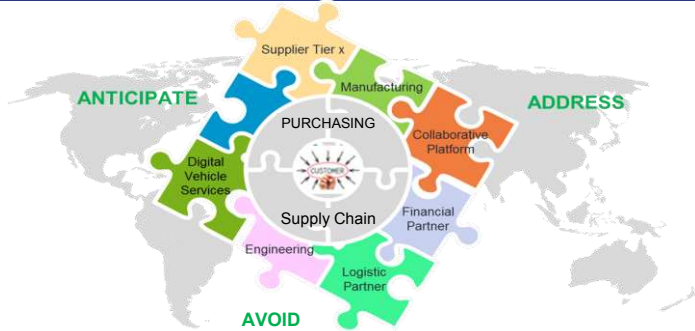 Supplier Tier x
Manufacturing
ANTICIPATE
ADDRESS
PURCHASING
Collaborative
Platform
Digital
Vehicle
Services
CUSTOMER
Supply Chain
Financial
Partner
Engineering
Logistic
Partner
AVOID